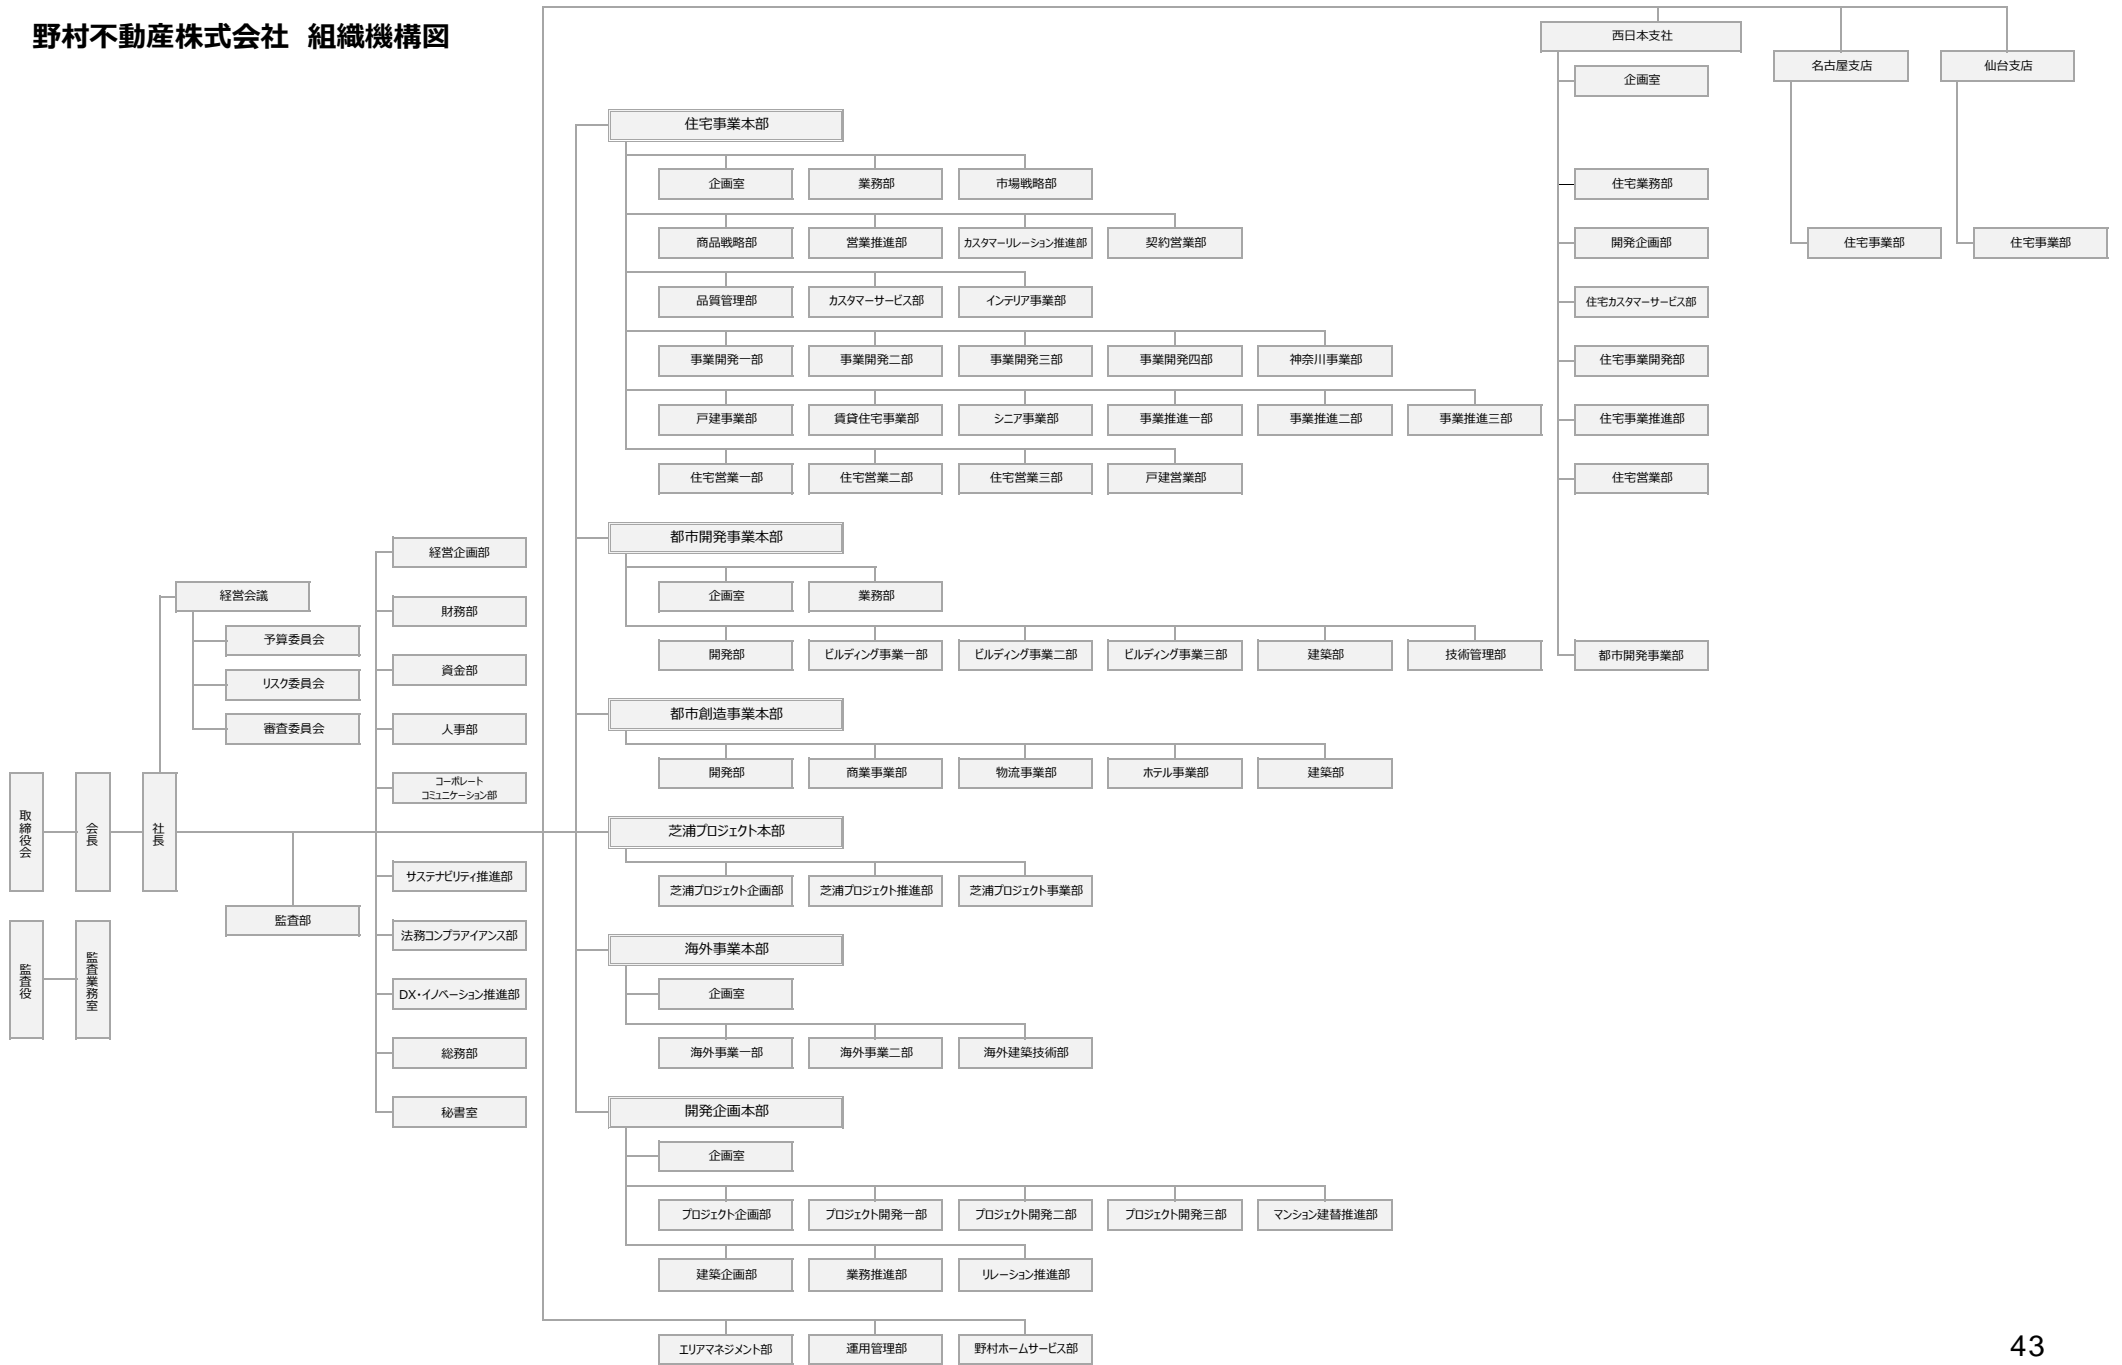 野村不動産株式会社 組織機構図
西日本支社
名古屋支店
仙台支店
企画室
住宅事業本部
企画室
業務部
市場戦略部
住宅業務部
商品戦略部
営業推進部
カスタマーリレーション推進部
契約営業部
開発企画部
住宅事業部
住宅事業部
品質管理部
カスタマーサービス部
インテリア事業部
住宅カスタマーサービス部
事業開発一部
事業開発二部
事業開発三部
事業開発四部
神奈川事業部
住宅事業開発部
戸建事業部
賃貸住宅事業部
シニア事業部
事業推進一部
事業推進二部
事業推進三部
住宅事業推進部
住宅営業一部
住宅営業二部
住宅営業三部
戸建営業部
住宅営業部
都市開発事業本部
経営企画部
経営会議
企画室
業務部
財務部
予算委員会
開発部
ビルディング事業一部
ビルディング事業二部
ビルディング事業三部
建築部
技術管理部
都市開発事業部
資金部
リスク委員会
都市創造事業本部
審査委員会
人事部
開発部
商業事業部
物流事業部
ホテル事業部
建築部
コーポレート
コミュニケーション部
取締役会
会長
社長
芝浦プロジェクト本部
サステナビリティ推進部
芝浦プロジェクト企画部
芝浦プロジェクト推進部
芝浦プロジェクト事業部
監査部
法務コンプラアイアンス部
海外事業本部
監査役
監査業務室
DX・イノベーション推進部
企画室
総務部
海外事業一部
海外事業二部
海外建築技術部
秘書室
開発企画本部
企画室
プロジェクト企画部
プロジェクト開発一部
プロジェクト開発二部
プロジェクト開発三部
マンション建替推進部
建築企画部
業務推進部
リレーション推進部
エリアマネジメント部
運用管理部
野村ホームサービス部
43